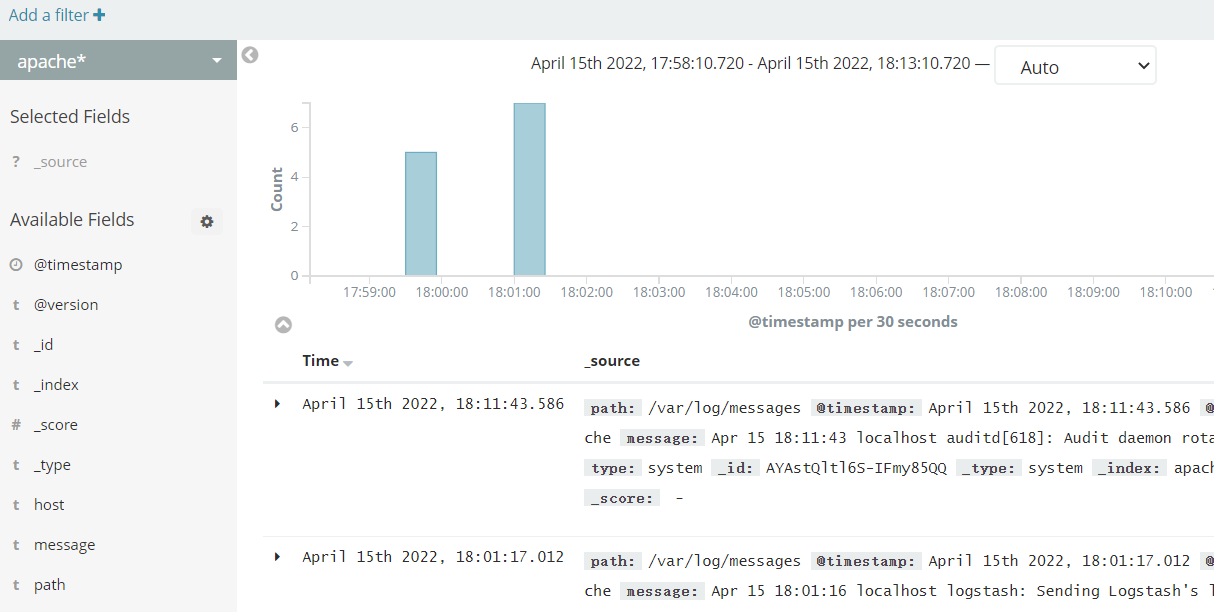 Add a filter +
apache*
Selected Fields
? _source
Available Fields
@timestamp
t @version
t _id
t _index
# _score
t _type
t host
t message
t path
April 15th 2022, 17:58:10.720 - April 15th 2022, 18:13:10.720 — Auto
Count
6
4
2
0
17:59:00 18:00:00 18:01:00 18:02:00 18:03:00 18:04:00 18:05:00 18:06:00 18:07:00 18:08:00 18:09:00 18:10:00
@timestamp per 30 seconds
Time _source
April 15th 2022, 18:11:43.586 path: /var/log/messages @timestamp: April 15th 2022, 18:11:43.586 @
che message: Apr 15 18:11:43 localhost auditd[618]: Audit daemon rota
type: system _id: AYAstQltl6S-IFmy85QQ _type: system _index: apach
_score: -
April 15th 2022, 18:01:17.012 path: /var/log/messages @timestamp: April 15th 2022, 18:01:17.012 @
che message: Apr 15 18:01:16 localhost logstash: Sending Logstash's l